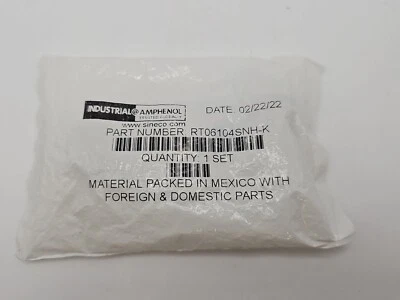 INDUSTRIAL AMPHENOL
DATE 02/22/22
www.sineco.com
PART NUMBER RT06104SNH-K
QUANTITY: 1 SET
MATERIAL PACKED IN MEXICO WITH
FOREIGN & DOMESTIC PARTS